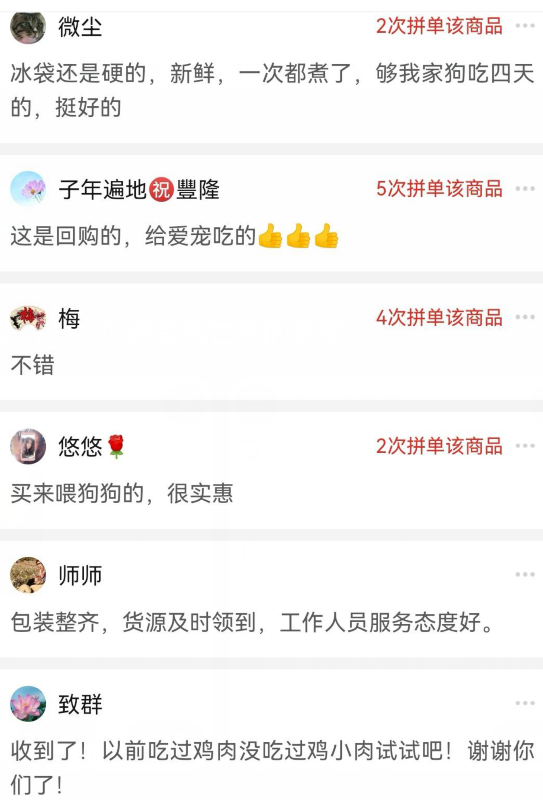 微尘 2次拼单该商品
冰袋还是硬的，新鲜，一次都煮了，够我家狗吃四天
的，挺好的
子年遍地㊗️豐隆 5次拼单该商品
这是回购的，给爱宠吃的👍👍👍
梅 4次拼单该商品
不错
悠悠🌹 2次拼单该商品
买来喂狗狗的，很实惠
师师
包装整齐，货源及时领到，工作人员服务态度好。
致群
收到了！以前吃过鸡肉没吃过鸡小肉试试吧！谢谢你
们了！